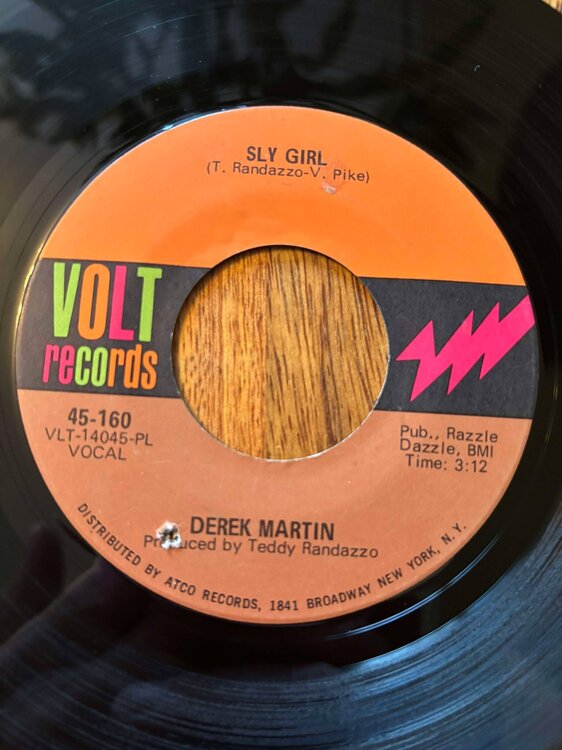 SLY GIRL
(T. Randazzo-V. Pike)
VOLT
records
45-160
VLT-14045-PL
VOCAL
Pub., Razzle
Dazzle, BMI
Time: 3:12
DEREK MARTIN
Produced by Teddy Randazzo
DISTRIBUTED BY ATCO RECORDS, 1841 BROADWAY NEW YORK, N.Y.